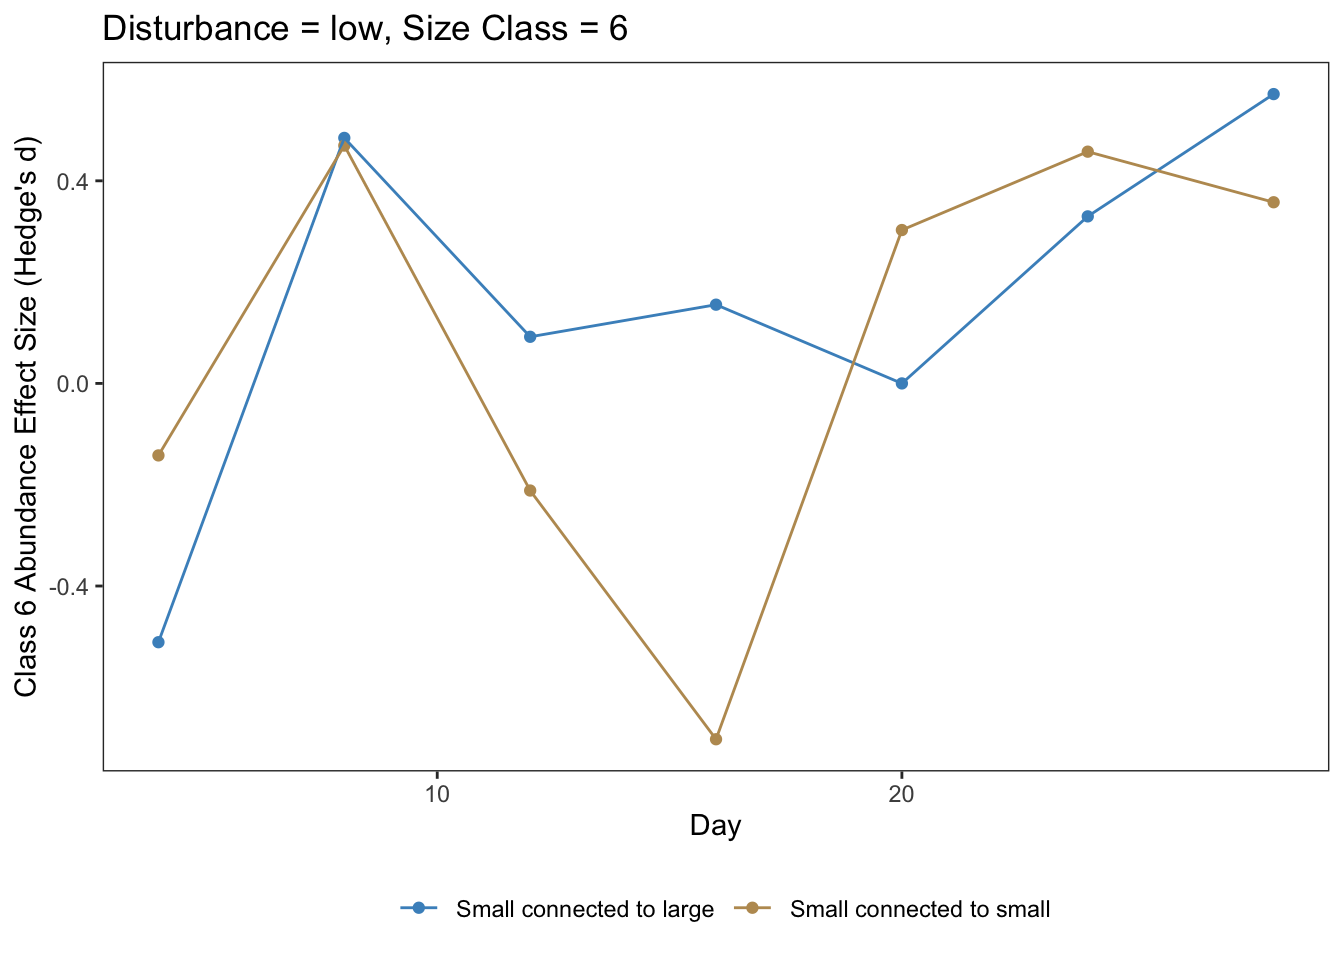 Disturbance = low, Size Class = 6
Class 6 Abundance Effect Size (Hedge's d)
0.4
0.0
-0.4
10
20
Day
Small connected to large
Small connected to small